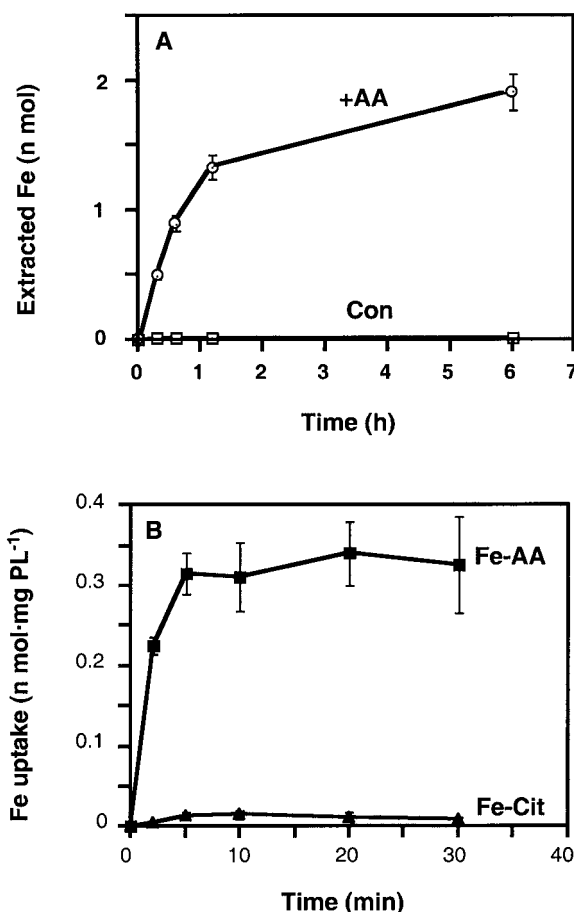 A
2
+AA
1
Con
0
0 1 2 3 4 5 6 7
Extracted Fe (n mol)
Time (h)
B
0.4
Fe-AA
0.3
0.2
0.1
Fe-Cit
0
0 10 20 30 40
Fe uptake (n mol·mg PL⁻¹)
Time (min)